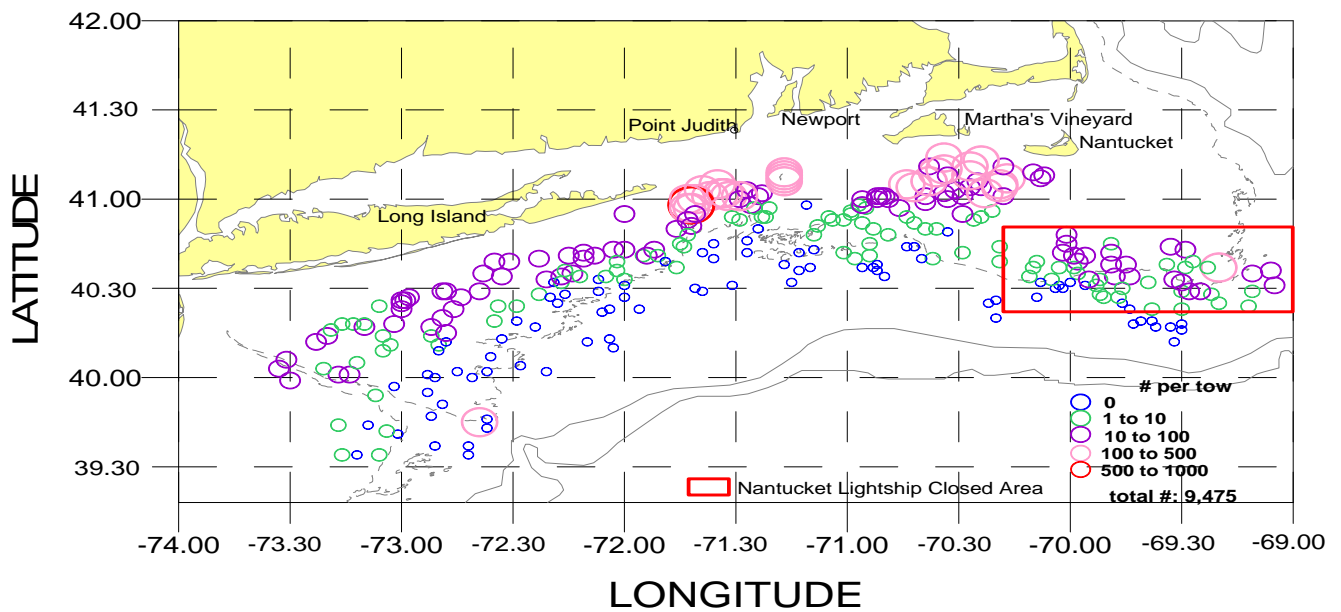 42.00
41.30
41.00
40.30
40.00
39.30
LATITUDE
Point Judith
Newport
Martha's Vineyard
Nantucket
Long Island
# per tow
0
1 to 10
10 to 100
100 to 500
500 to 1000
total #: 9,475
Nantucket Lightship Closed Area
-74.00 -73.30 -73.00 -72.30 -72.00 -71.30 -71.00 -70.30 -70.00 -69.30 -69.00
LONGITUDE